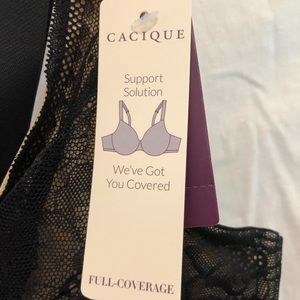 CACIQUE
Support
Solution
We've Got
You Covered
FULL-COVERAGE